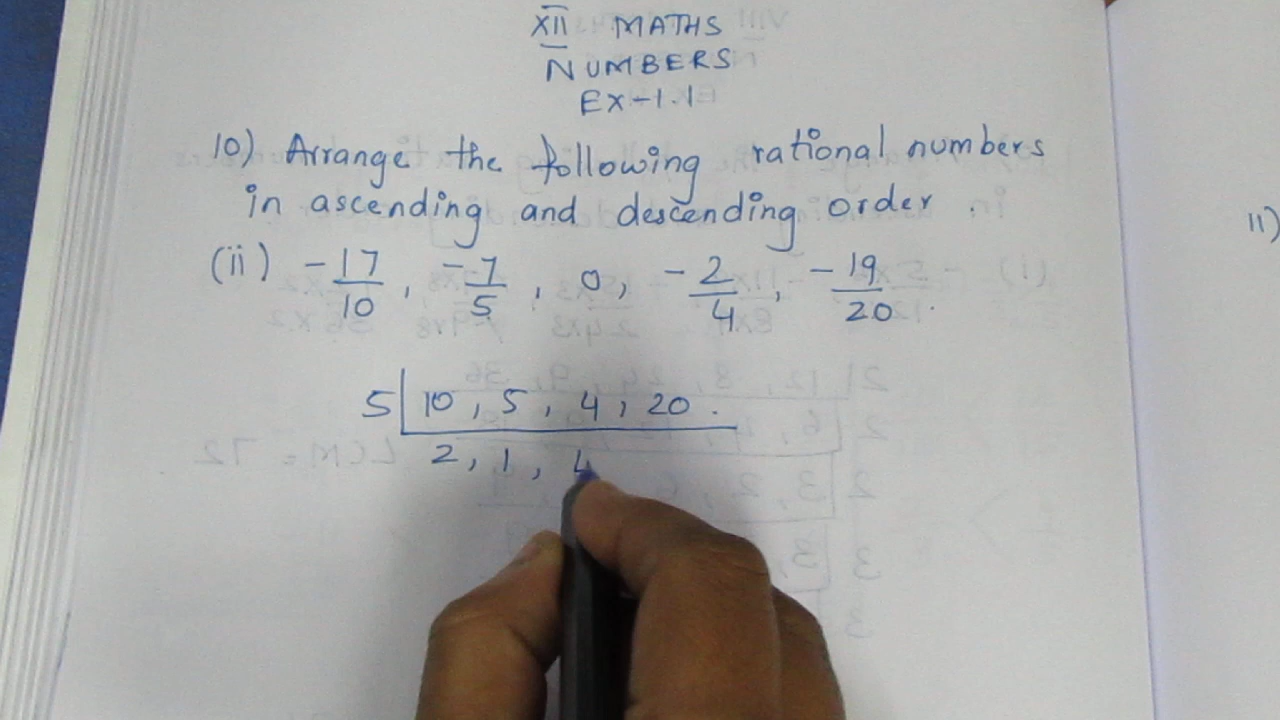 XII MATHS
NUMBERS
EX-1.1
10) Arrange the following rational numbers
in ascending and descending order.
(ii) -17/10, -7/5, 0, -2/4, -19/20.
5 | 10, 5, 4, 20.
2, 1, 4
11)